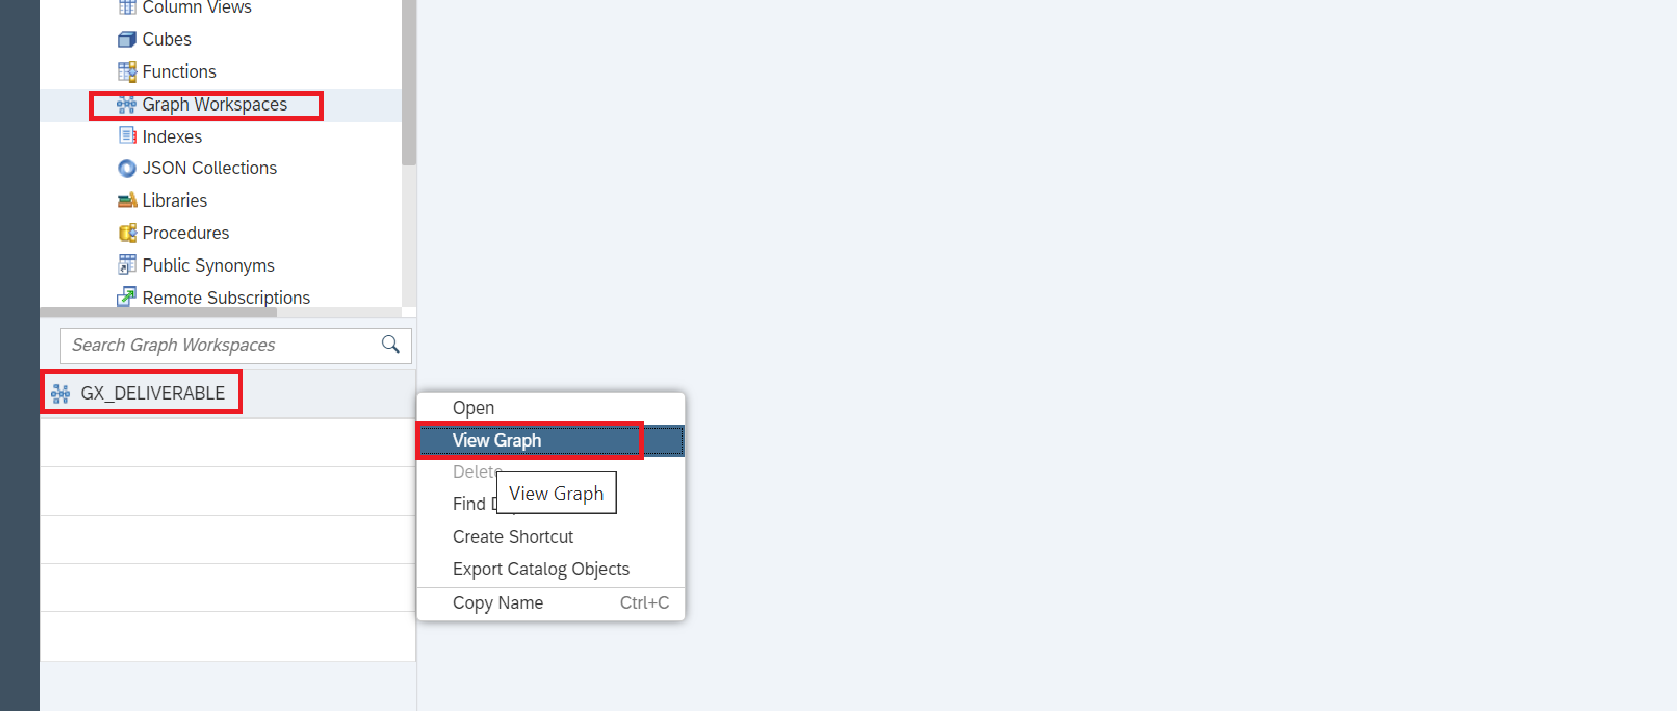 Column Views
Cubes
Functions
Graph Workspaces
Indexes
JSON Collections
Libraries
Procedures
Public Synonyms
Remote Subscriptions
Search Graph Workspaces
GX_DELIVERABLE
Open
View Graph
Delete
View Graph
Find
Create Shortcut
Export Catalog Objects
Copy Name Ctrl+C